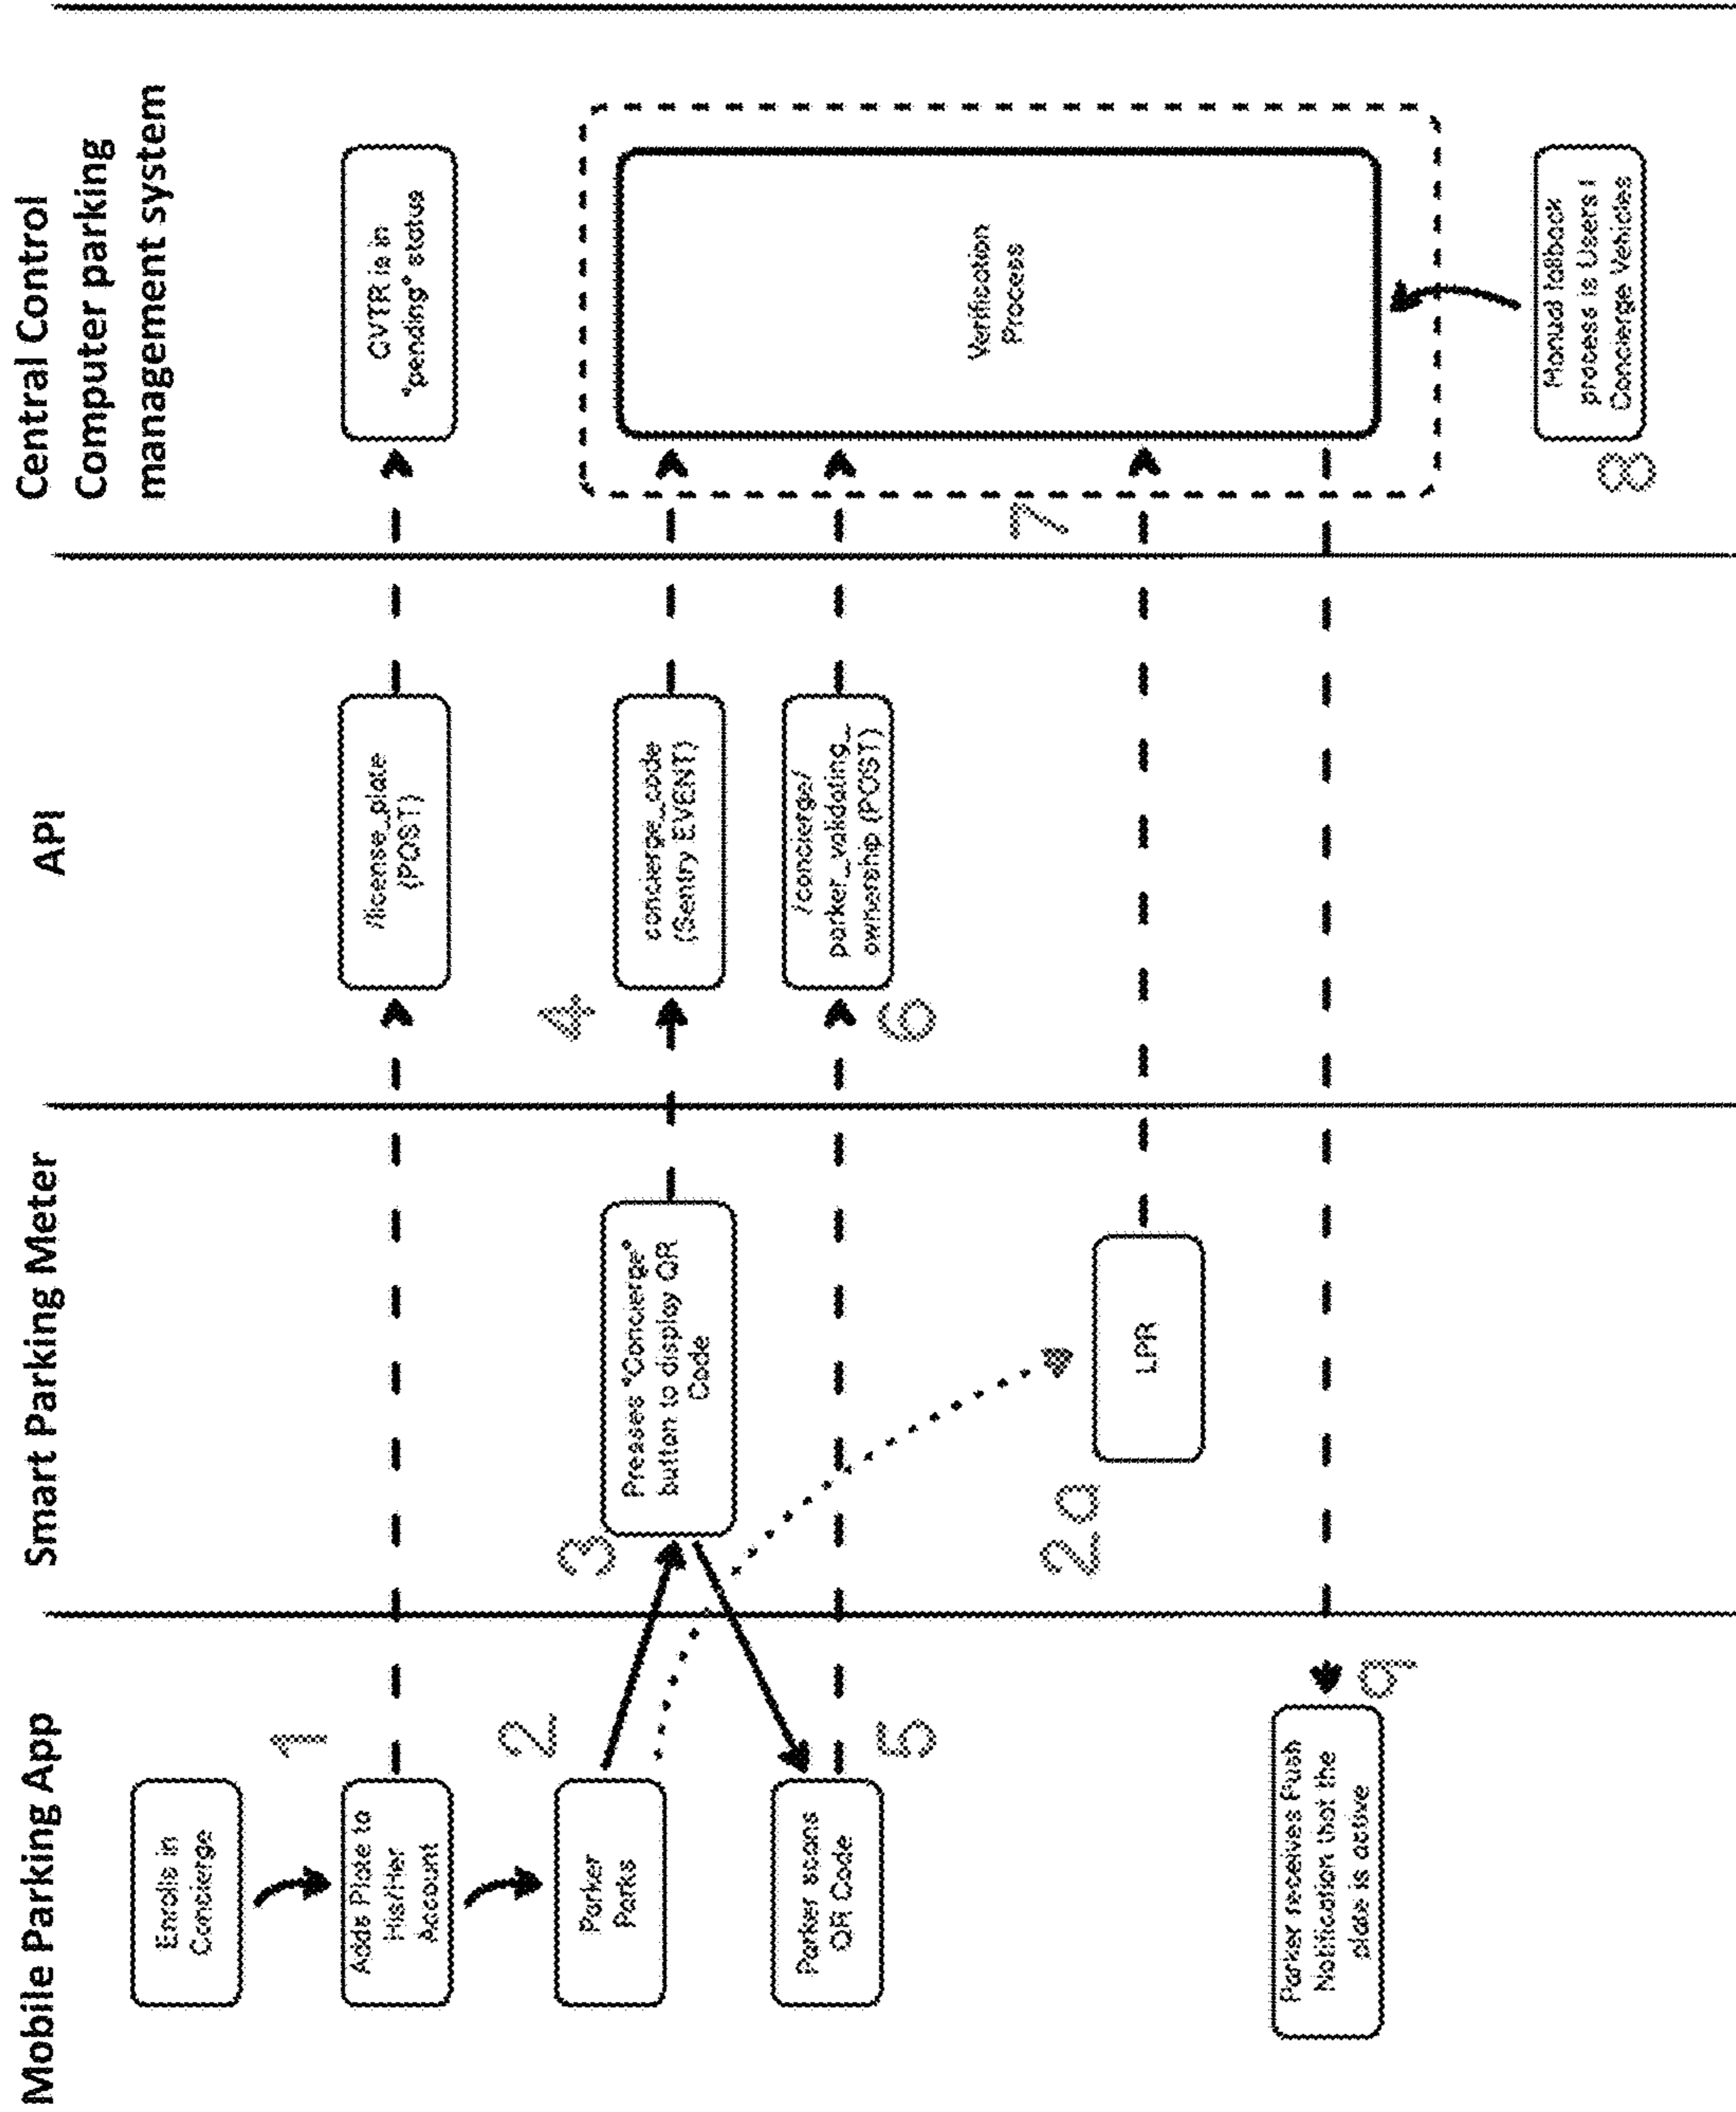 Mobile Parking App
Smart Parking Meter
API
Central Control
Computer parking
management system
Enrolls in
Concierge
1
Adds Plate to
His/Her
Account
/license_plate
(POST)
CVTR is in
"pending" status
2
Parker
Parks
3
Presses "Concierge"
button to display QR
Code
4
concierge_code
(Sentry EVENT)
Verification
Process
5
Parker scans
QR Code
6
/concierge/
parker_validating_
ownership (POST)
7
2a
LPR
9
Parker receives Push
Notification that the
plate is active
8
Manual fallback
process is Users |
Concierge Vehicles